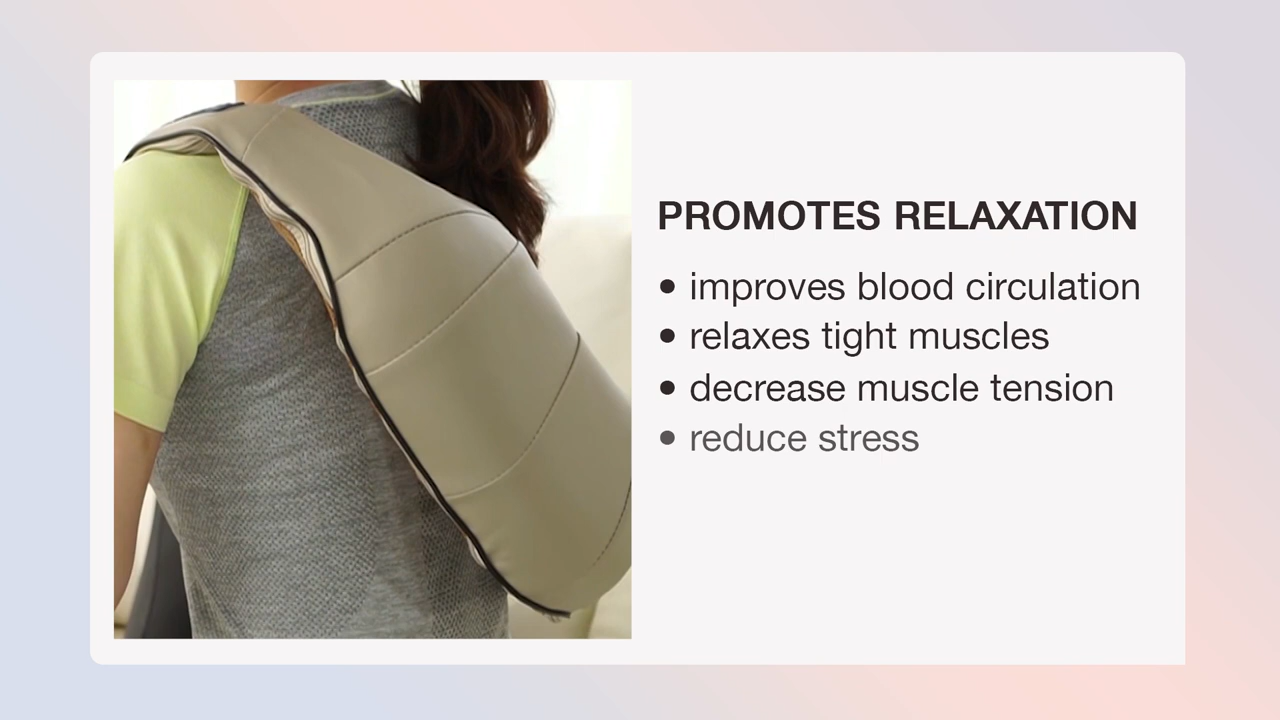 PROMOTES RELAXATION
• improves blood circulation
• relaxes tight muscles
• decrease muscle tension
• reduce stress